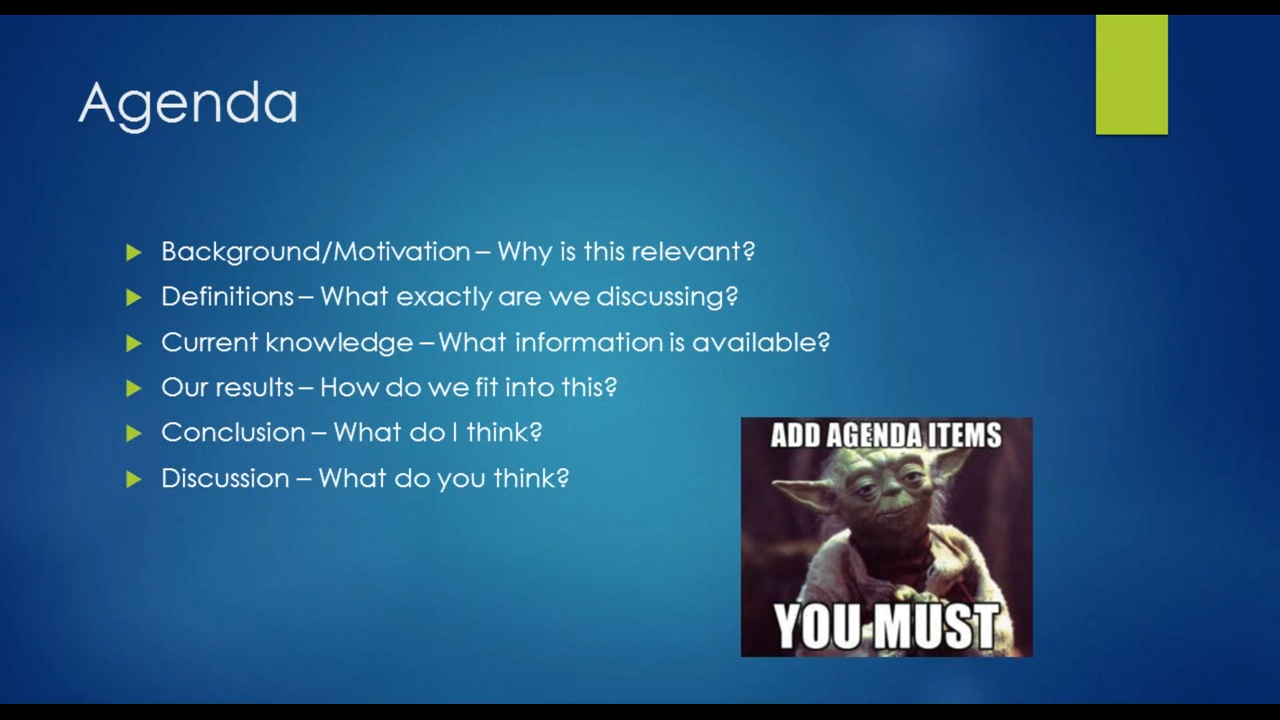 Agenda
Background/Motivation – Why is this relevant?
Definitions – What exactly are we discussing?
Current knowledge – What information is available?
Our results – How do we fit into this?
Conclusion – What do I think?
Discussion – What do you think?
ADD AGENDA ITEMS
YOU MUST